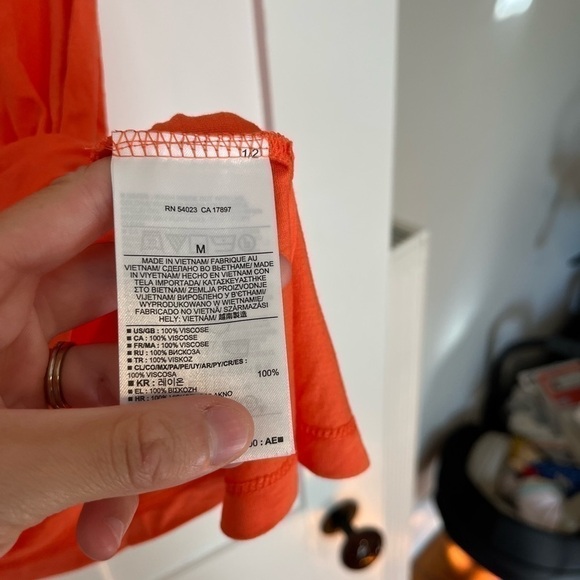 1/2
RN 54023 CA 17897
M
MADE IN VIETNAM/ FABRIQUE AU
VIETNAM/ СДЕЛАНО ВО ВЬЕТНАМЕ/ MADE
IN VIYETNAM/ HECHO EN VIETNAM CON
TELA IMPORTADA/ ΚΑΤΑΣΚΕΥΑΣΤΗΚΕ
ΣΤΟ ΒΙΕΤΝΑΜ/ ZEMLJA PROIZVODNJE
VIJETNAM/ ВИРОБЛЕНО У В'ЄТНАМІ/
WYPRODUKOWANO W WIETNAMIE/
FABRICADO NO VIETNÃ/ SZÁRMAZÁSI
HELY: VIETNÁM/ 越南製造
■ US/GB : 100% VISCOSE
■ CA : 100% VISCOSE
■ FR/MA : 100% VISCOSE
■ RU : 100% ВИСКОЗА
■ TR : 100% VISKOZ
■ CL/CO/MX/PA/PE/UY/AR/PY/CR/ES :
100% VISCOSA 100%
■ KR : 레이온
■ EL : 100% ΒΙΣΚΟΖΗ
■ HR
: AE■